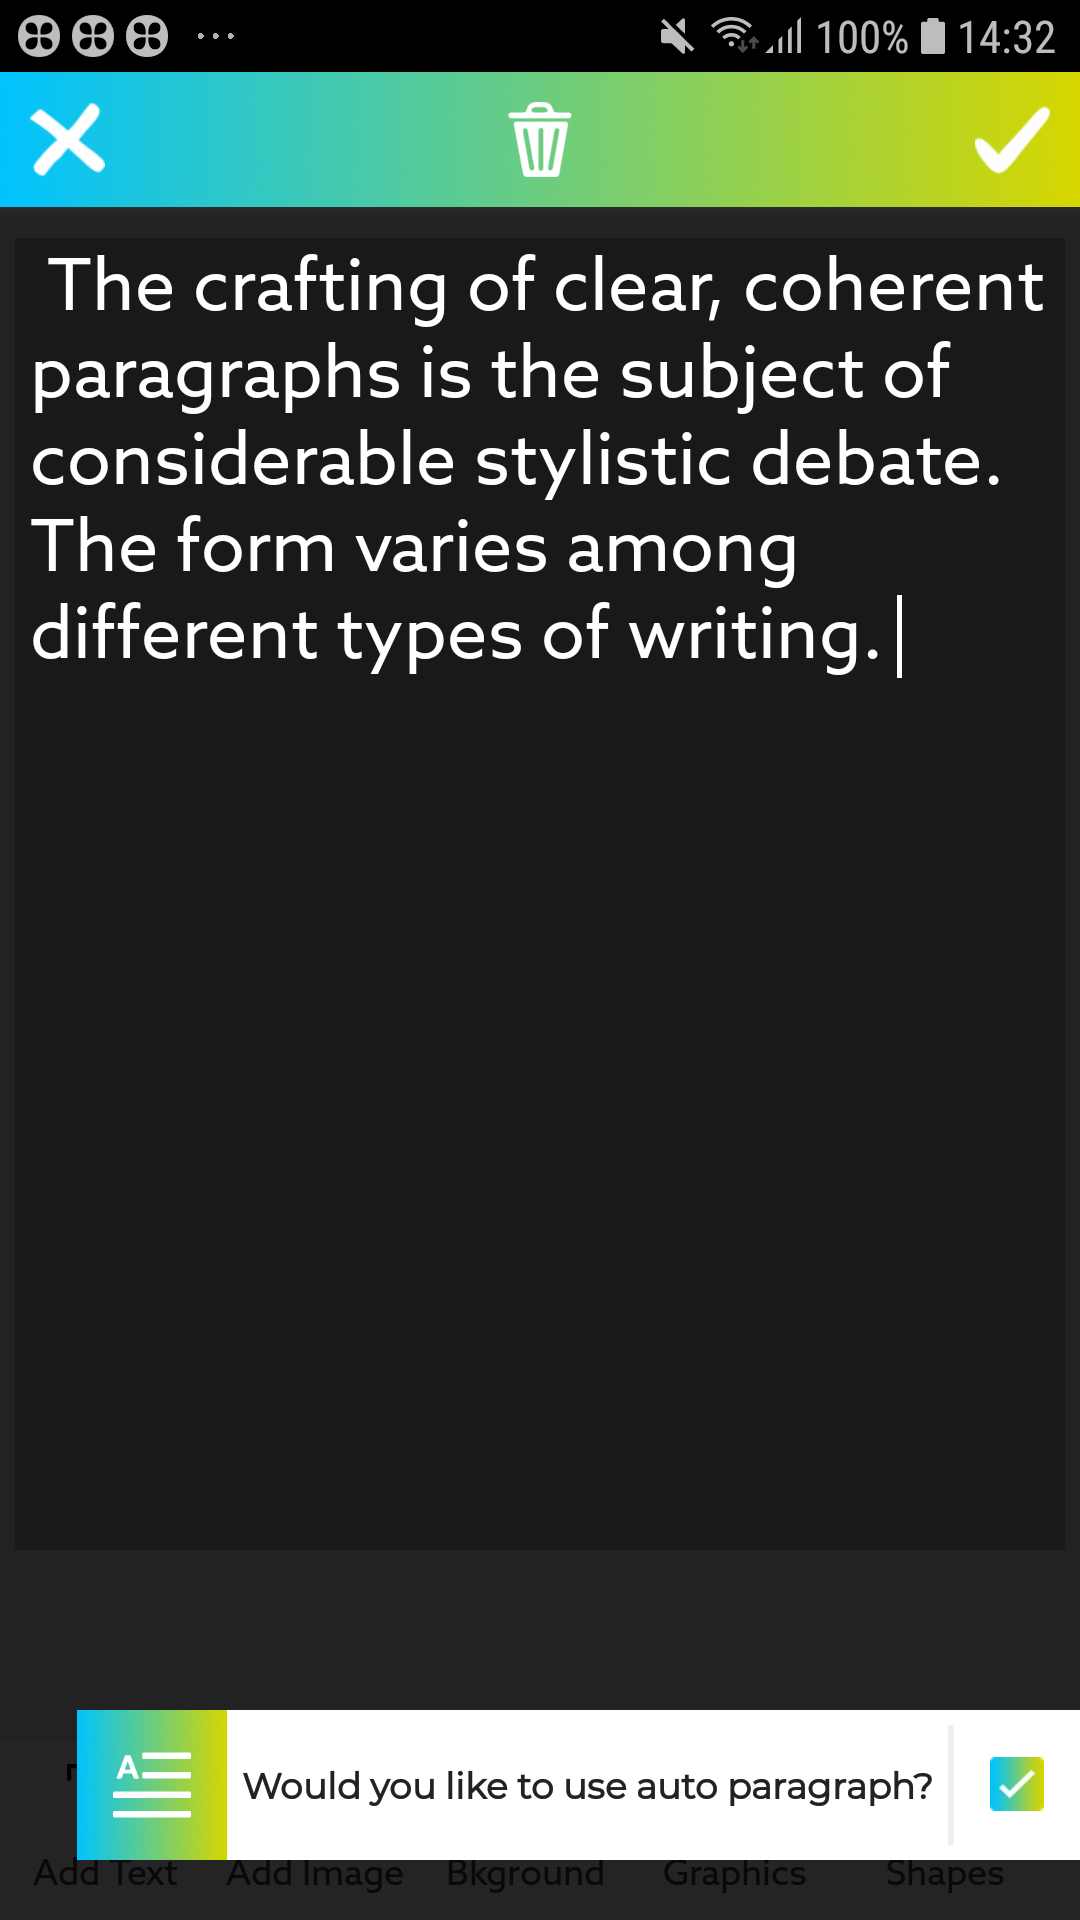 100% 14:32
The crafting of clear, coherent
paragraphs is the subject of
considerable stylistic debate.
The form varies among
different types of writing.
A
Would you like to use auto paragraph?
Add Text Add Image Bkground Graphics Shapes